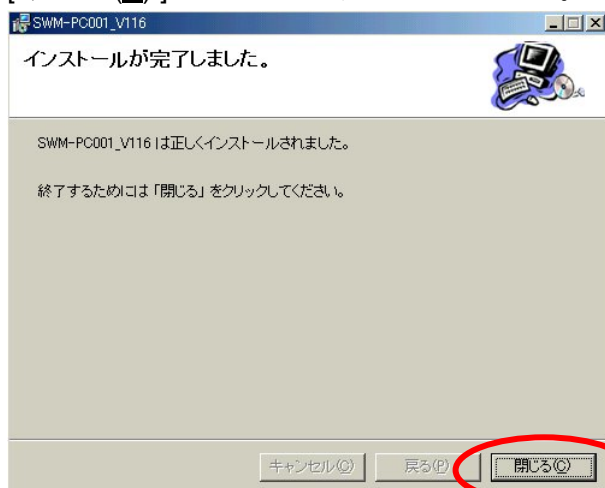 SWM-PC001_V116
インストールが完了しました。
SWM-PC001_V116 は正しくインストールされました。
終了するためには「閉じる」をクリックしてください。
キャンセル(C)
戻る(P)
閉じる(C)